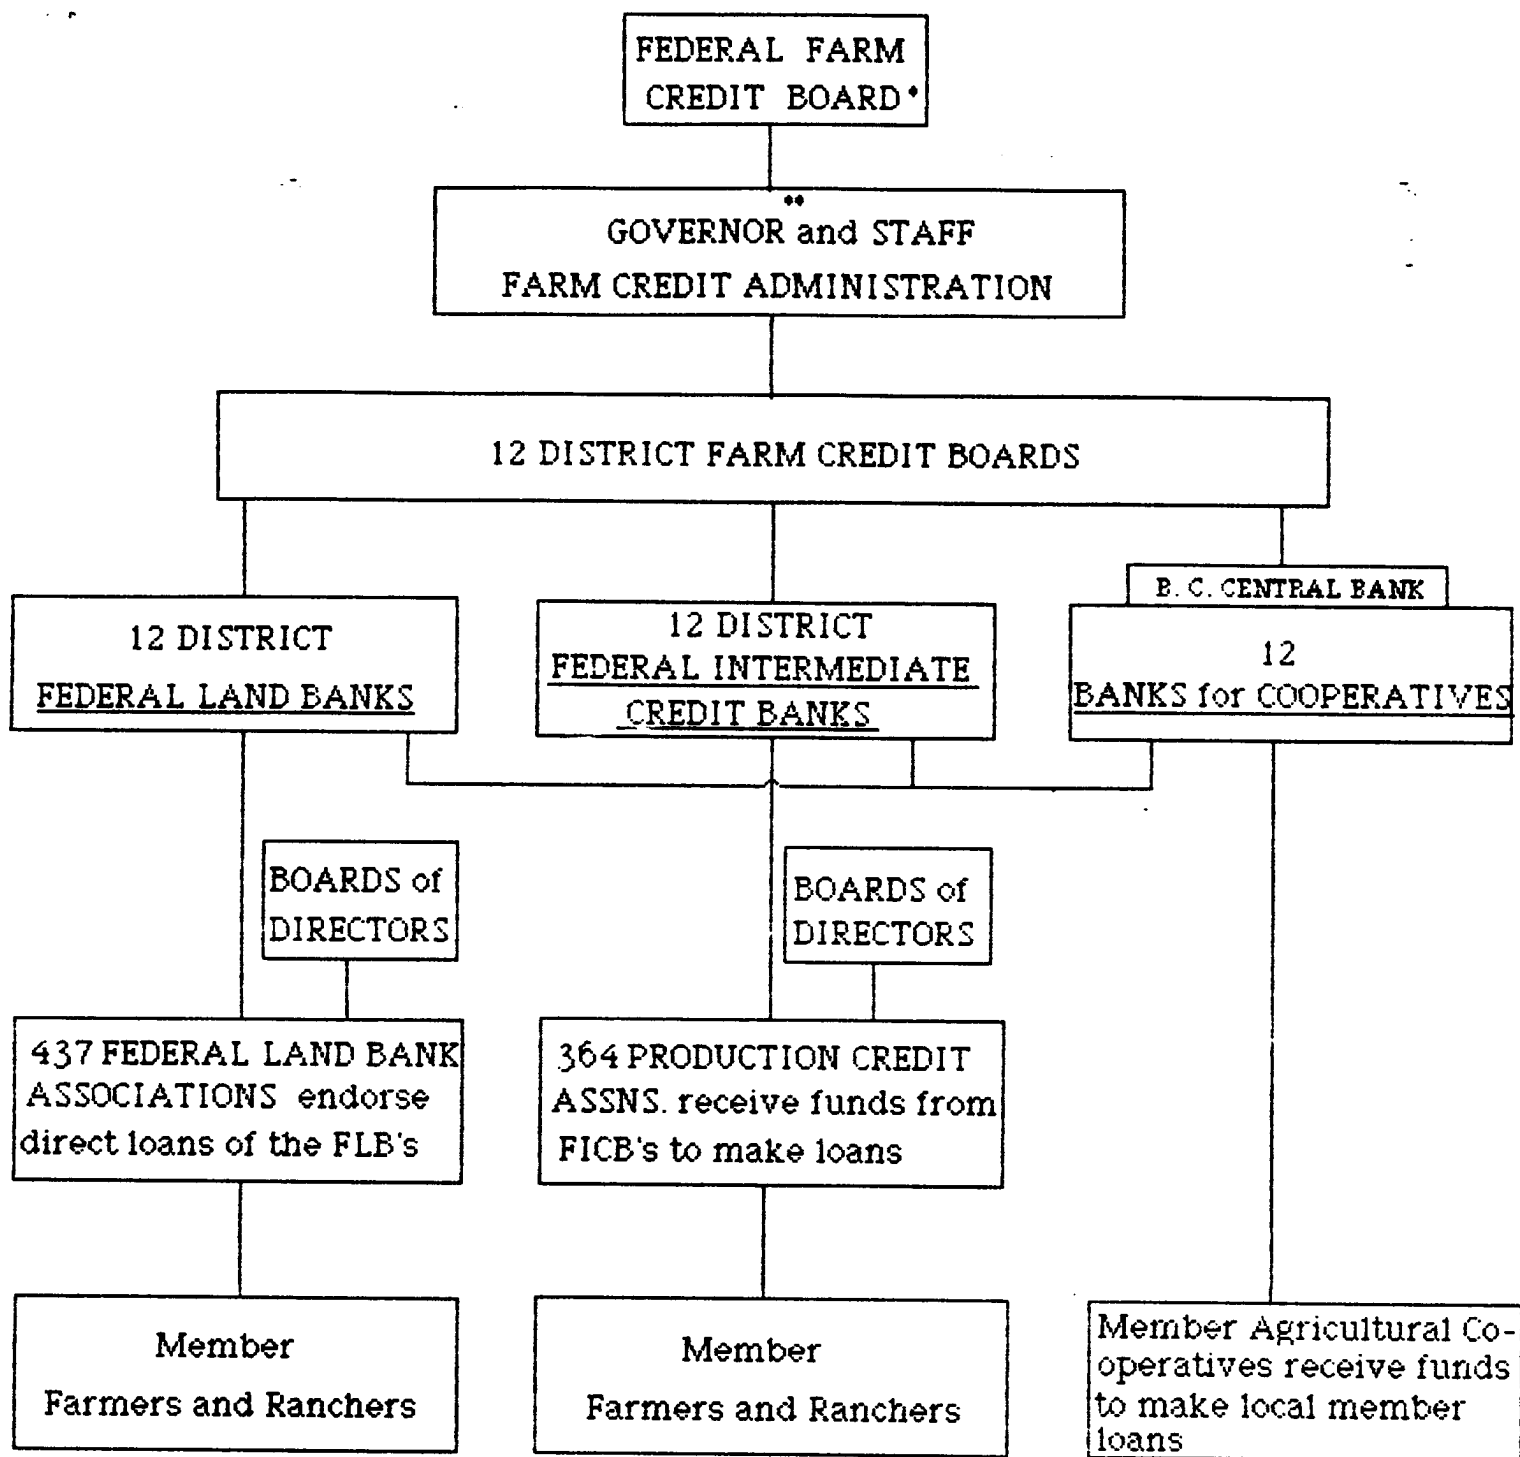 FEDERAL FARM
CREDIT BOARD*
**
GOVERNOR and STAFF
FARM CREDIT ADMINISTRATION
12 DISTRICT FARM CREDIT BOARDS
12 DISTRICT
FEDERAL LAND BANKS
12 DISTRICT
FEDERAL INTERMEDIATE
CREDIT BANKS
B. C. CENTRAL BANK
12
BANKS for COOPERATIVES
BOARDS of
DIRECTORS
BOARDS of
DIRECTORS
437 FEDERAL LAND BANK
ASSOCIATIONS endorse
direct loans of the FLB's
364 PRODUCTION CREDIT
ASSNS. receive funds from
FICB's to make loans
Member
Farmers and Ranchers
Member
Farmers and Ranchers
Member Agricultural Co-
operatives receive funds
to make local member
loans